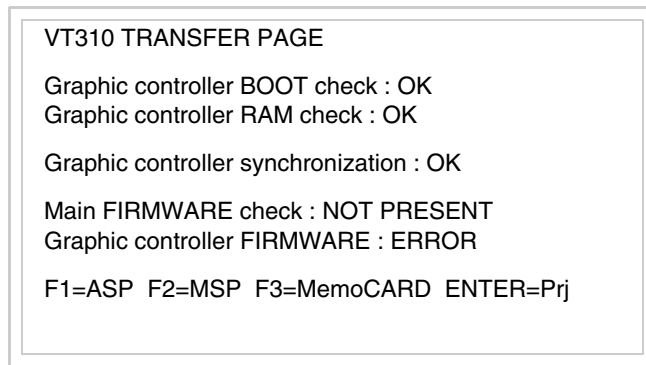 VT310 TRANSFER PAGE
Graphic controller BOOT check : OK
Graphic controller RAM check : OK
Graphic controller synchronization : OK
Main FIRMWARE check : NOT PRESENT
Graphic controller FIRMWARE : ERROR
F1=ASP F2=MSP F3=MemoCARD ENTER=Prj